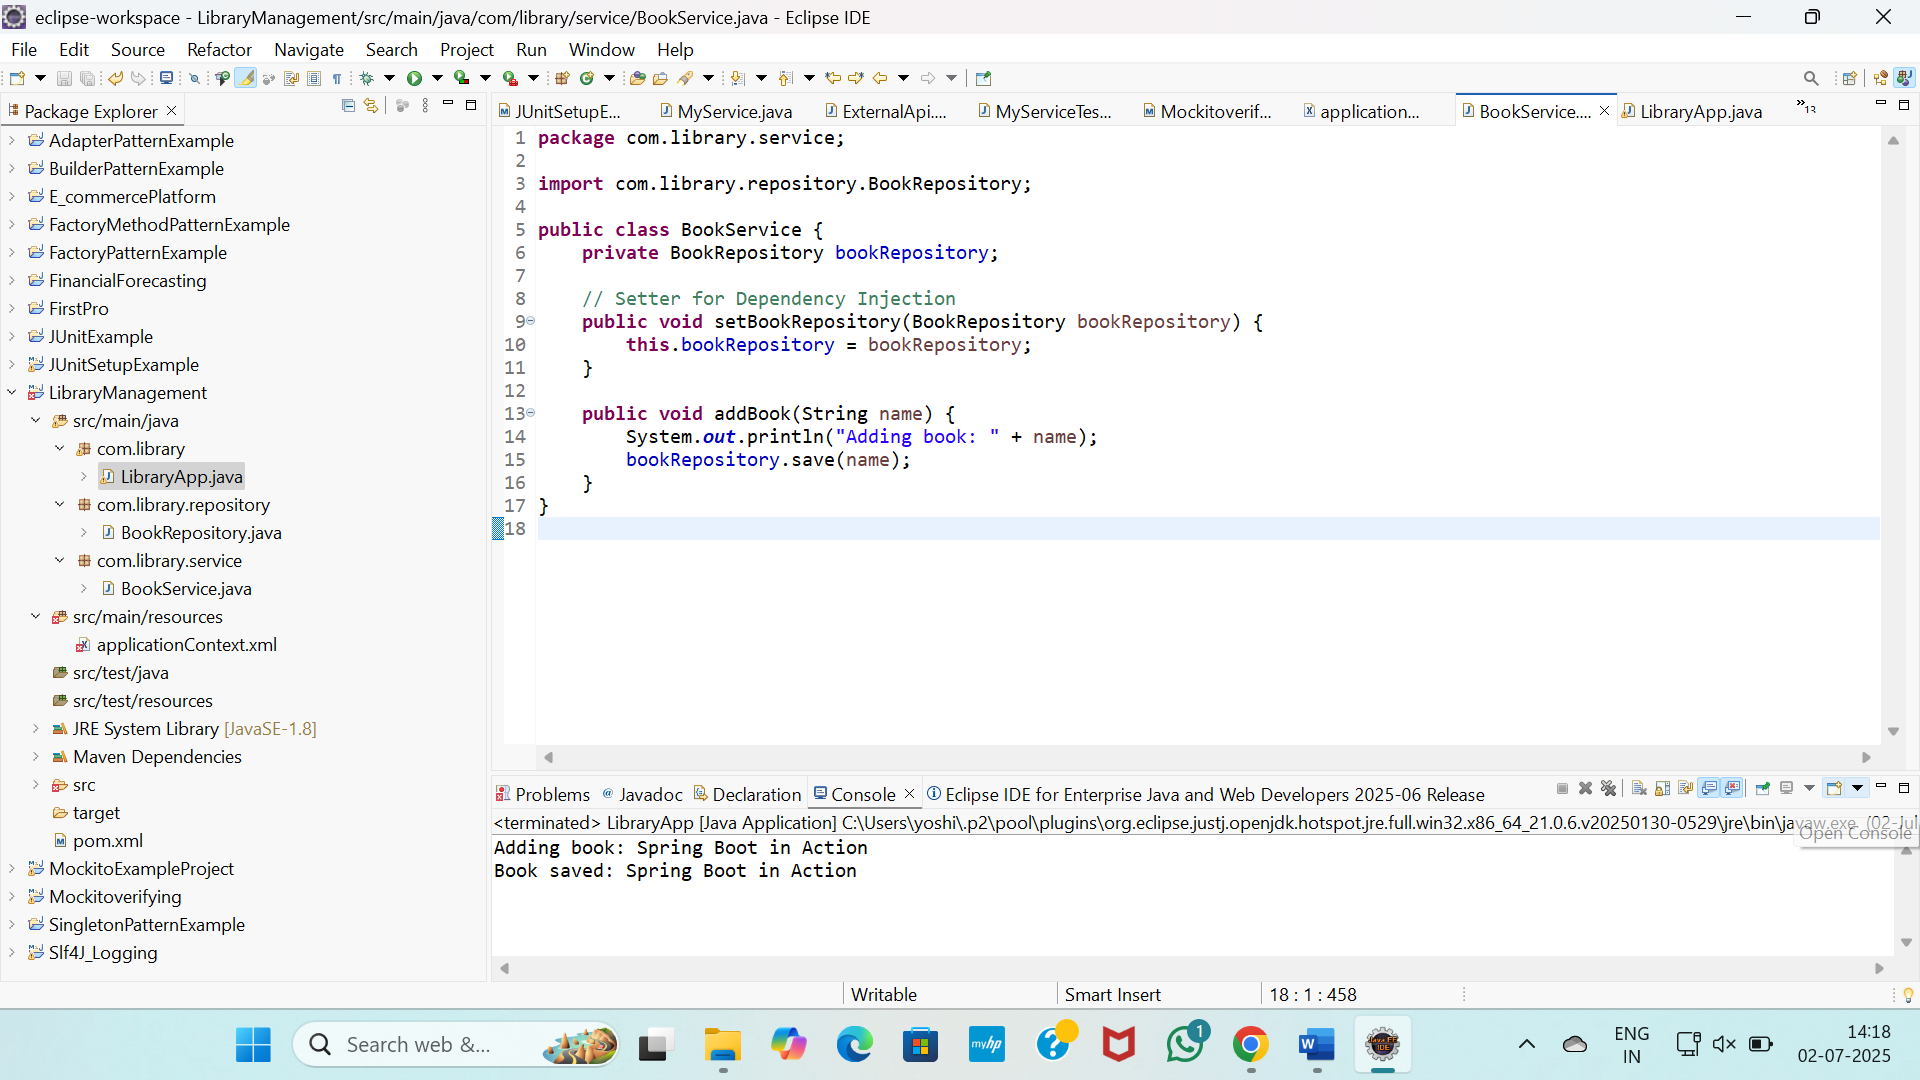 eclipse-workspace - LibraryManagement/src/main/java/com/library/service/BookService.java - Eclipse IDE
File Edit Source Refactor Navigate Search Project Run Window Help
Package Explorer
AdapterPatternExample
BuilderPatternExample
E_commercePlatform
FactoryMethodPatternExample
FactoryPatternExample
FinancialForecasting
FirstPro
JUnitExample
JUnitSetupExample
LibraryManagement
src/main/java
com.library
LibraryApp.java
com.library.repository
BookRepository.java
com.library.service
BookService.java
src/main/resources
applicationContext.xml
src/test/java
src/test/resources
JRE System Library [JavaSE-1.8]
Maven Dependencies
src
target
pom.xml
MockitoExampleProject
Mockitoverifying
SingletonPatternExample
Slf4J_Logging
JUnitSetupE... MyService.java ExternalApi.... MyServiceTes... Mockitoverif... application... BookService.... LibraryApp.java »13
1 package com.library.service;
2
3 import com.library.repository.BookRepository;
4
5 public class BookService {
6 private BookRepository bookRepository;
7
8 // Setter for Dependency Injection
9 public void setBookRepository(BookRepository bookRepository) {
10 this.bookRepository = bookRepository;
11 }
12
13 public void addBook(String name) {
14 System.out.println("Adding book: " + name);
15 bookRepository.save(name);
16 }
17 }
18
Problems @ Javadoc Declaration Console Eclipse IDE for Enterprise Java and Web Developers 2025-06 Release
<terminated> LibraryApp [Java Application] C:\Users\yoshi\.p2\pool\plugins\org.eclipse.justj.openjdk.hotspot.jre.full.win32.x86_64_21.0.6.v20250130-0529\jre\bin\javaw.exe (02-Jul
Open Console
Adding book: Spring Boot in Action
Book saved: Spring Boot in Action
Writable Smart Insert 18 : 1 : 458
Search web &...
myhp
1
ENG
IN
14:18
02-07-2025